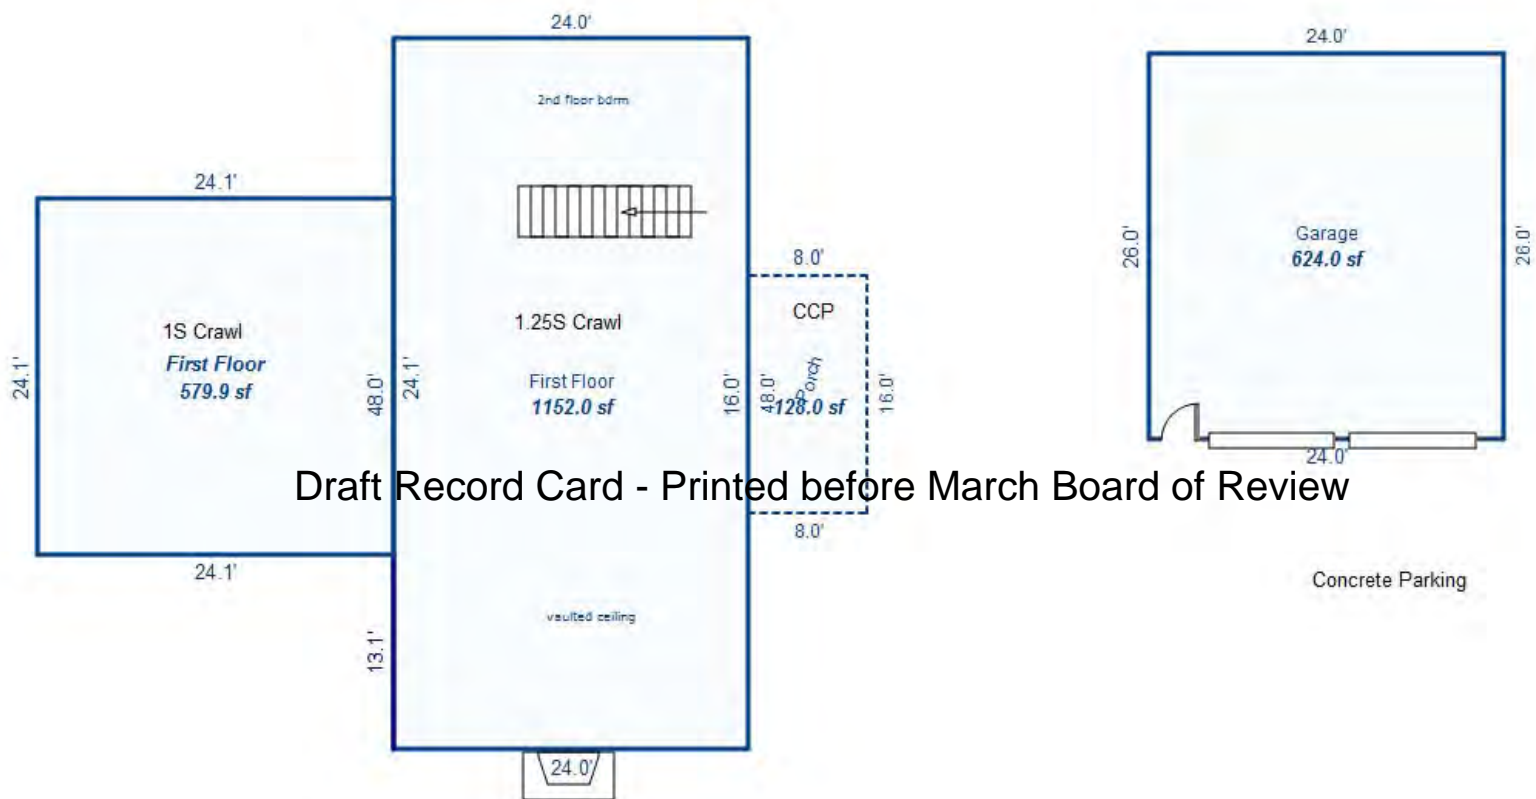 24.0'
24.0'
2nd floor bdrm
24.1'
26.0'
Garage
624.0 sf
26.0'
8.0'
CCP
1S Crawl
1.25S Crawl
First Floor
579.9 sf
24.1'
48.0'
24.1'
First Floor
1152.0 sf
16.0'
48.0'
Porch
128.0 sf
16.0'
24.0'
Draft Record Card - Printed before March Board of Review
8.0'
24.1'
Concrete Parking
vaulted ceiling
13.1'
24.0'